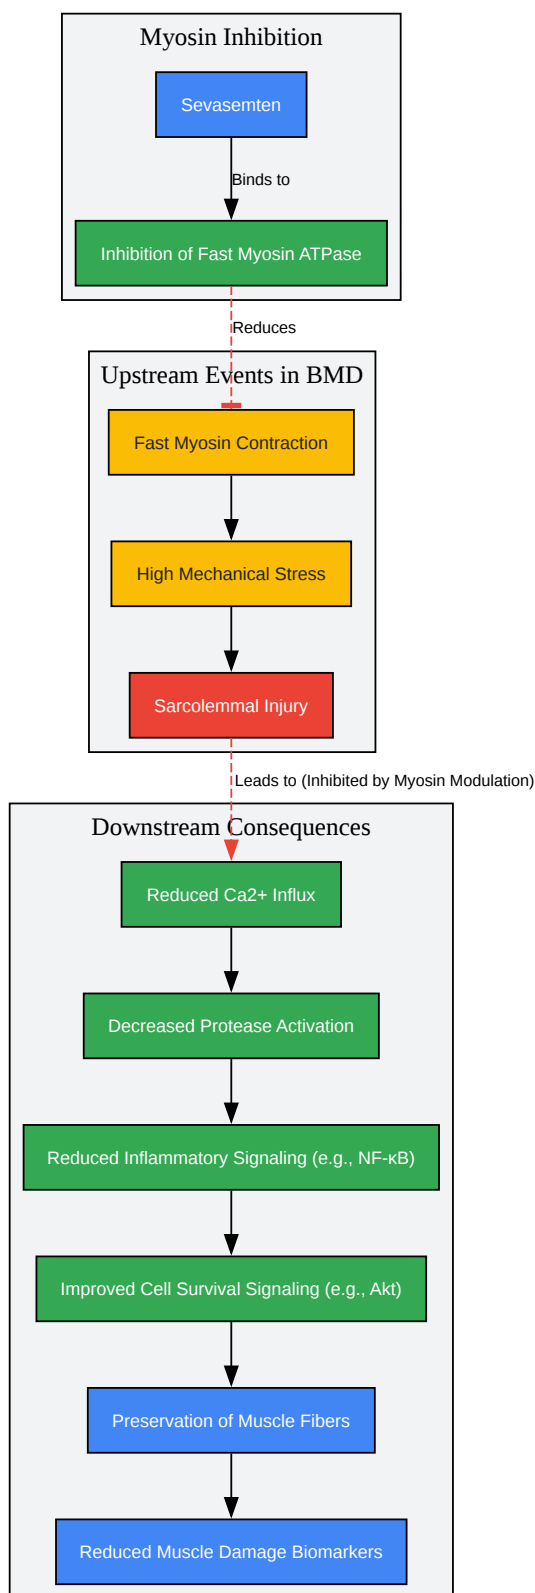 Myosin Inhibition
Sevasemten
Binds to
Inhibition of Fast Myosin ATPase
Reduces
Upstream Events in BMD
Fast Myosin Contraction
High Mechanical Stress
Sarcolemmal Injury
Leads to (Inhibited by Myosin Modulation)
Downstream Consequences
Reduced Ca2+ Influx
Decreased Protease Activation
Reduced Inflammatory Signaling (e.g., NF-κB)
Improved Cell Survival Signaling (e.g., Akt)
Preservation of Muscle Fibers
Reduced Muscle Damage Biomarkers